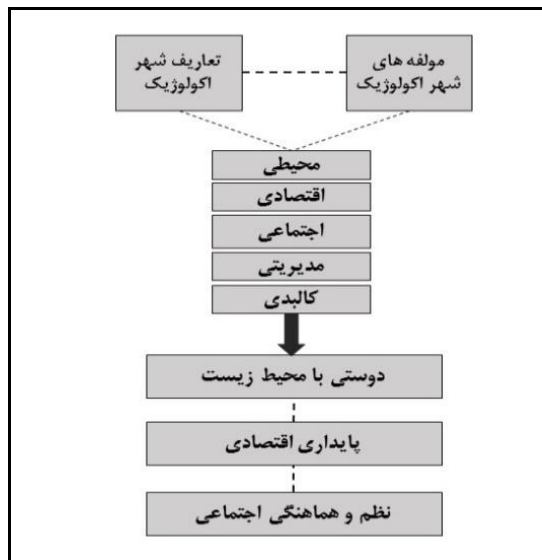 مولفه های
شهر اکولوژیک
تعاریف شهر
اکولوژیک
محیطی
اقتصادی
اجتماعی
مدیریتی
کالبدی
دوستی با محیط زیست
پایداری اقتصادی
نظم و هماهنگی اجتماعی